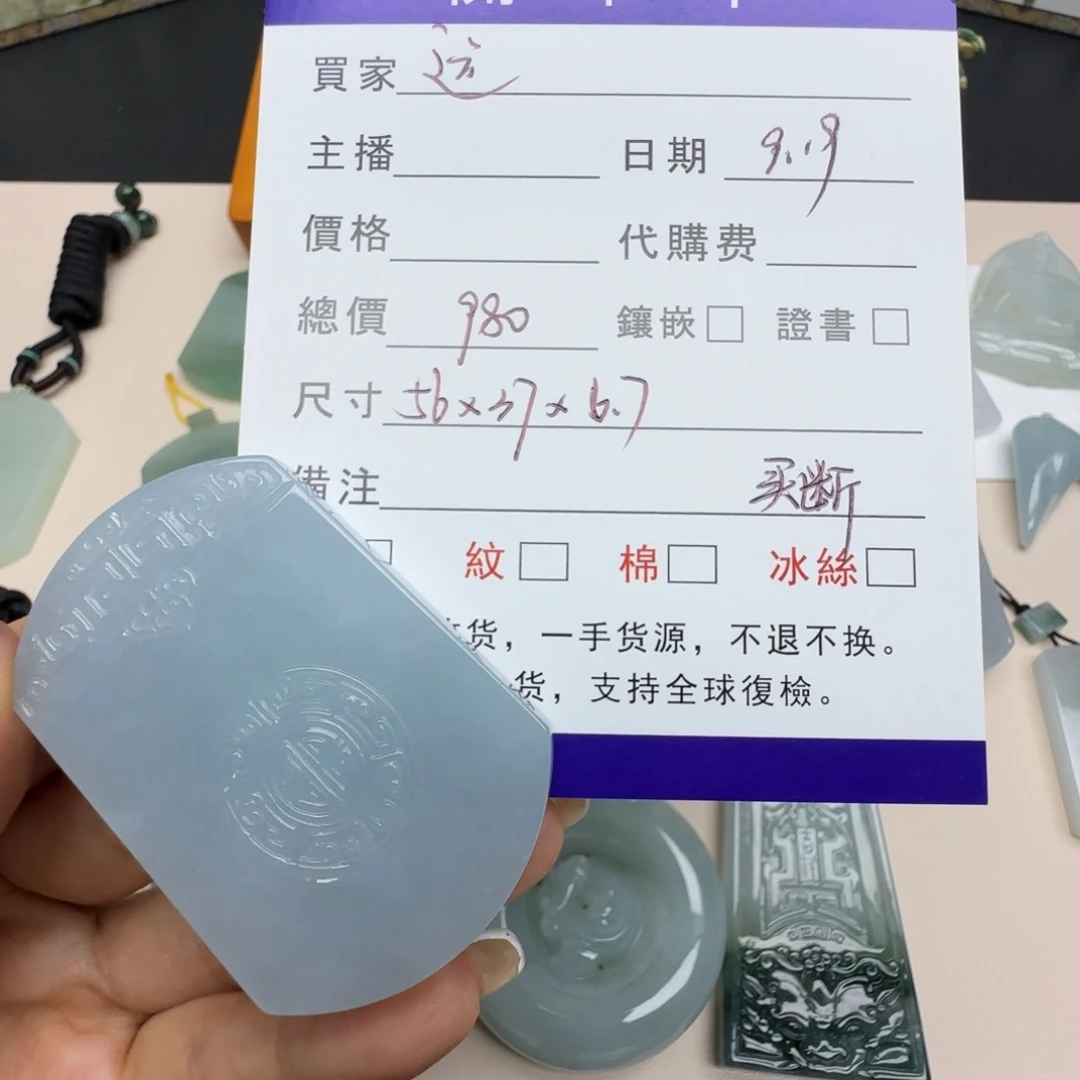 買家 远
主播 日期 9.19
價格 代購费
總價 980 鑲嵌 證書
尺寸 56×37×6.7
備注 买断
紋 棉 冰絲
货，一手货源，不退不换。
货，支持全球復檢。